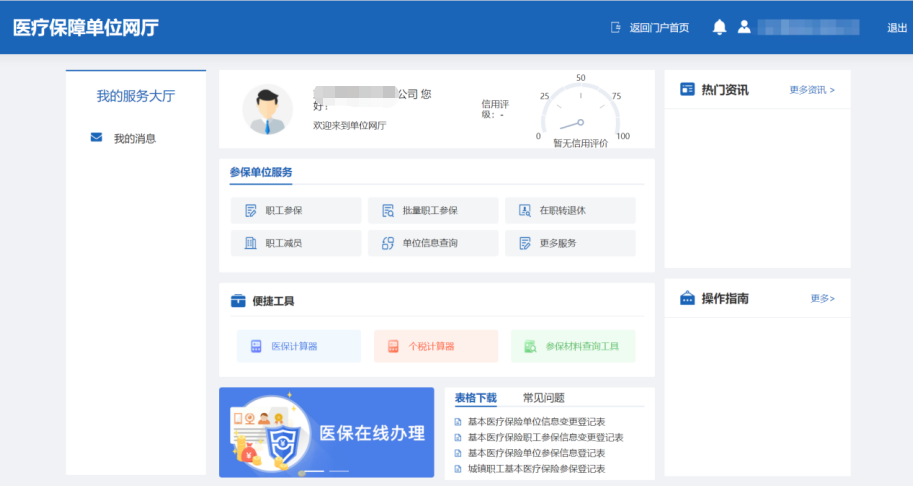 医疗保障单位网厅
返回门户首页
退出
我的服务大厅
我的消息
公司 您
好!
欢迎来到单位网厅
信用评
级: -
0
25
50
75
100
暂无信用评价
参保单位服务
职工参保
批量职工参保
在职转退休
职工减员
单位信息查询
更多服务
便捷工具
医保计算器
个税计算器
参保材料查询工具
医保在线办理
表格下载
常见问题
基本医疗保险单位信息变更登记表
基本医疗保险职工参保信息变更登记表
基本医疗保险单位参保信息登记表
城镇职工基本医疗保险参保登记表
热门资讯
更多资讯 >
操作指南
更多>